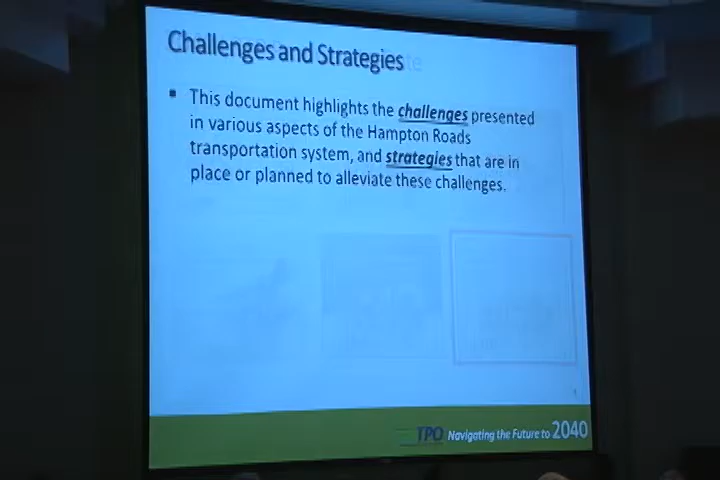 Challenges and Strategies
▪ This document highlights the challenges presented
in various aspects of the Hampton Roads
transportation system, and strategies that are in
place or planned to alleviate these challenges.
TPO Navigating the Future to 2040